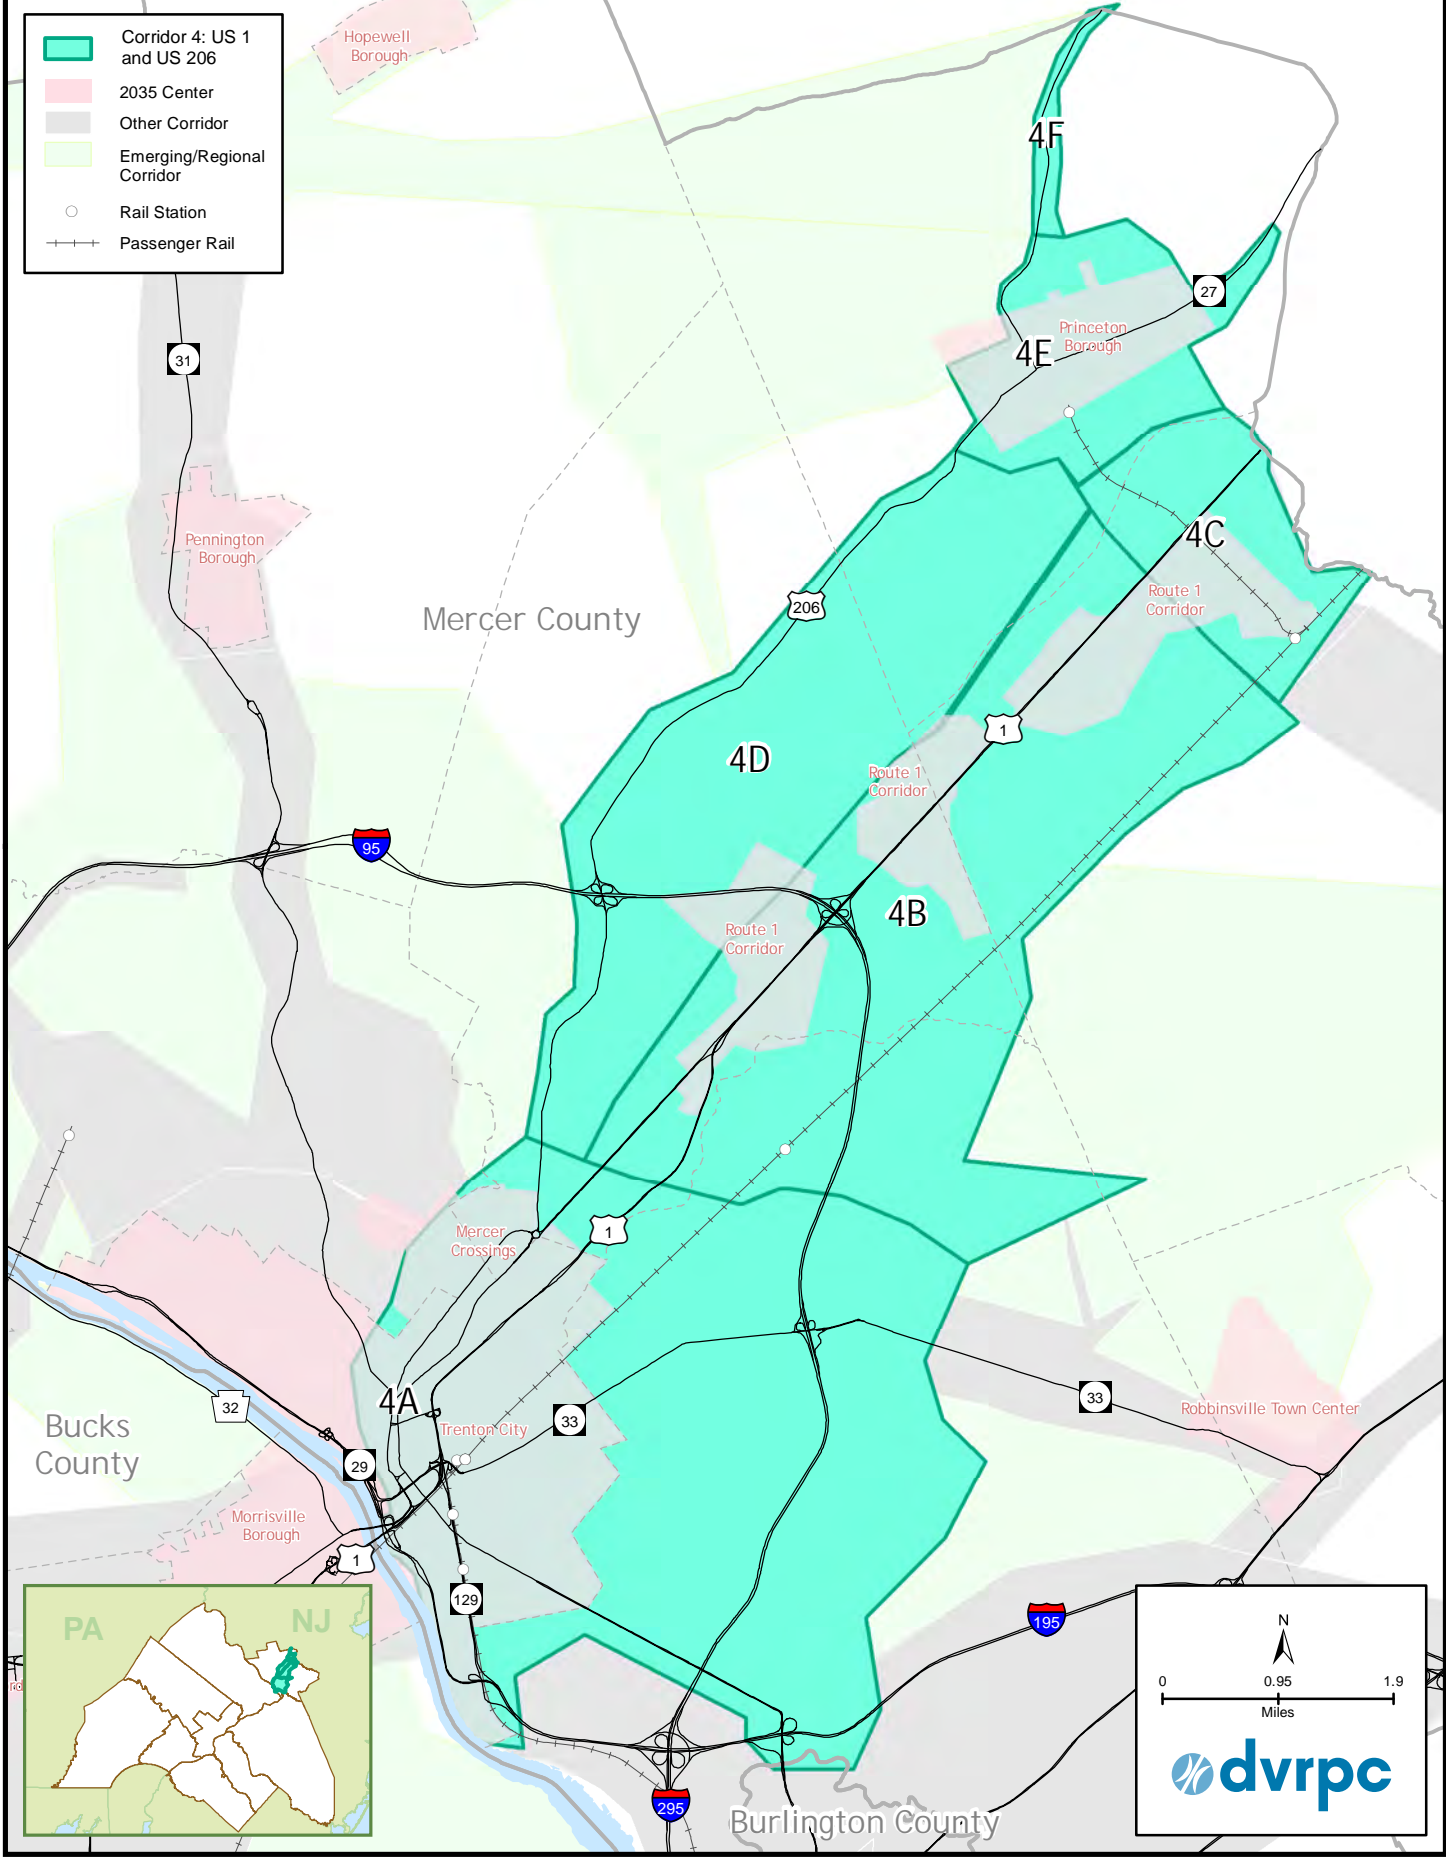 Corridor 4: US 1
and US 206
2035 Center
Other Corridor
Emerging/Regional
Corridor
Rail Station
Passenger Rail
Hopewell
Borough
4F
27
Princeton
Borough
4E
31
Pennington
Borough
4C
Route 1
Corridor
Mercer County
206
1
4D
Route 1
Corridor
95
4B
Route 1
Corridor
Mercer
Crossings
1
32
4A
Trenton City
33
33
Robbinsville Town Center
Bucks
County
29
Morrisville
Borough
1
129
195
PA
NJ
N
0
0.95
1.9
Miles
dvrpc
295
Burlington County